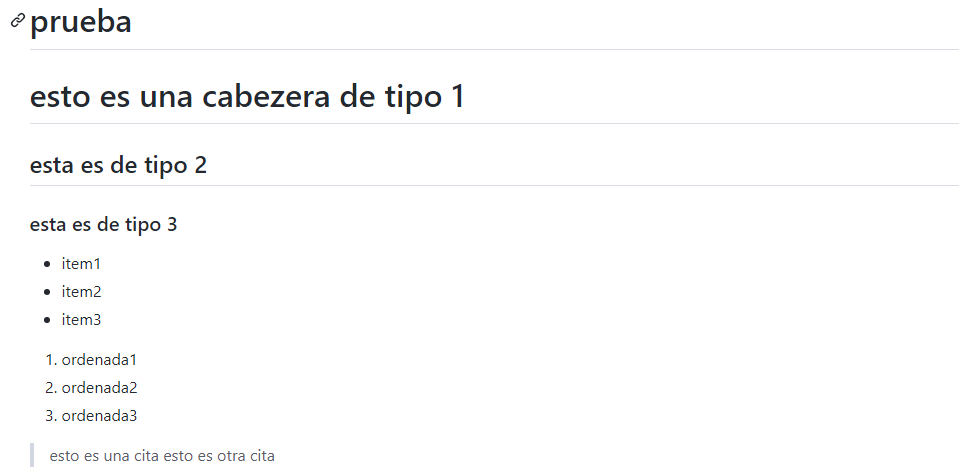 prueba
esto es una cabezera de tipo 1
esta es de tipo 2
esta es de tipo 3
item1
item2
item3
1. ordenada1
2. ordenada2
3. ordenada3
esto es una cita esto es otra cita